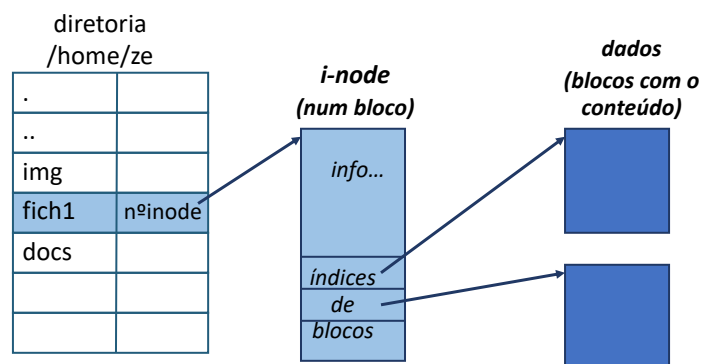 diretoria
/home/ze
.
..
img
fich1 nºinode
docs
i-node
(num bloco)
info...
índices
de
blocos
dados
(blocos com o
conteúdo)